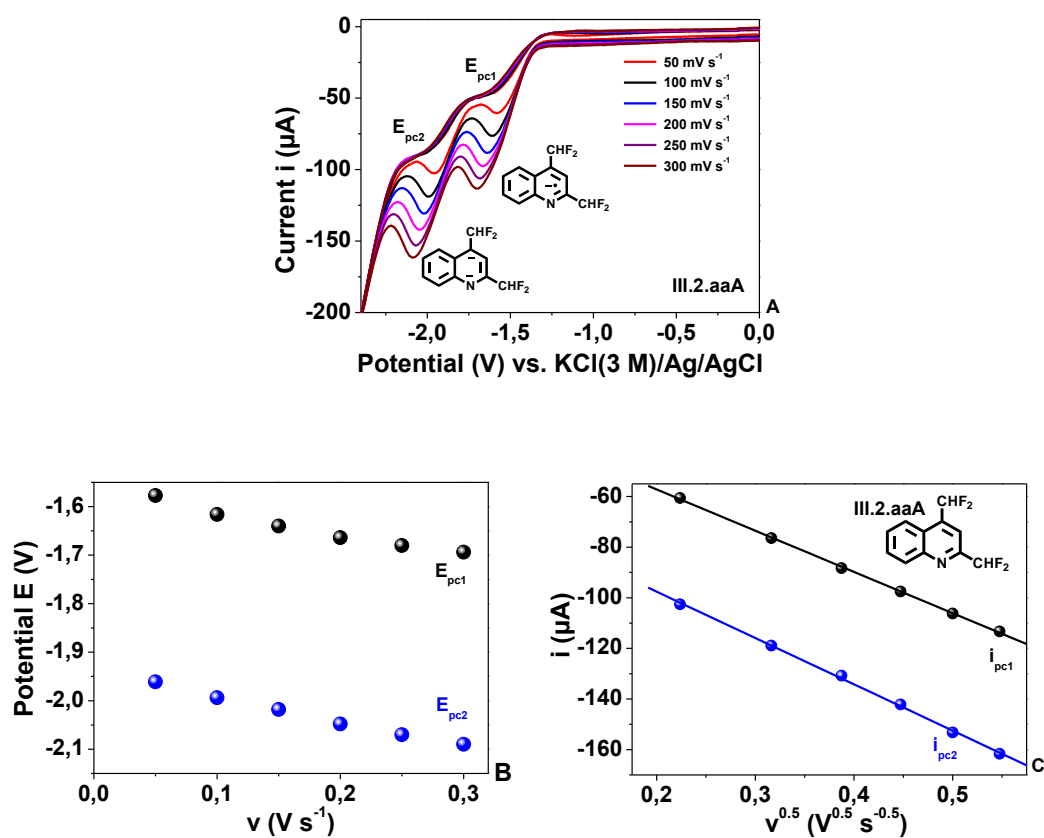 0
-50
-100
-150
-200
Current i (µA)
E_pc1
E_pc2
50 mV s⁻¹
100 mV s⁻¹
150 mV s⁻¹
200 mV s⁻¹
250 mV s⁻¹
300 mV s⁻¹
CHF₂
N
CHF₂
CHF₂
N
CHF₂
III.2.aaA
A
-2,0
-1,5
-1,0
-0,5
0,0
Potential (V) vs. KCl(3 M)/Ag/AgCl
-1,6
-1,7
-1,8
-1,9
-2,0
-2,1
Potential E (V)
E_pc1
E_pc2
B
0,0
0,1
0,2
0,3
v (V s⁻¹)
-60
-80
-100
-120
-140
-160
i (µA)
III.2.aaA
CHF₂
N
CHF₂
i_pc1
i_pc2
C
0,2
0,3
0,4
0,5
v⁰·⁵ (V⁰·⁵ s⁻⁰·⁵)